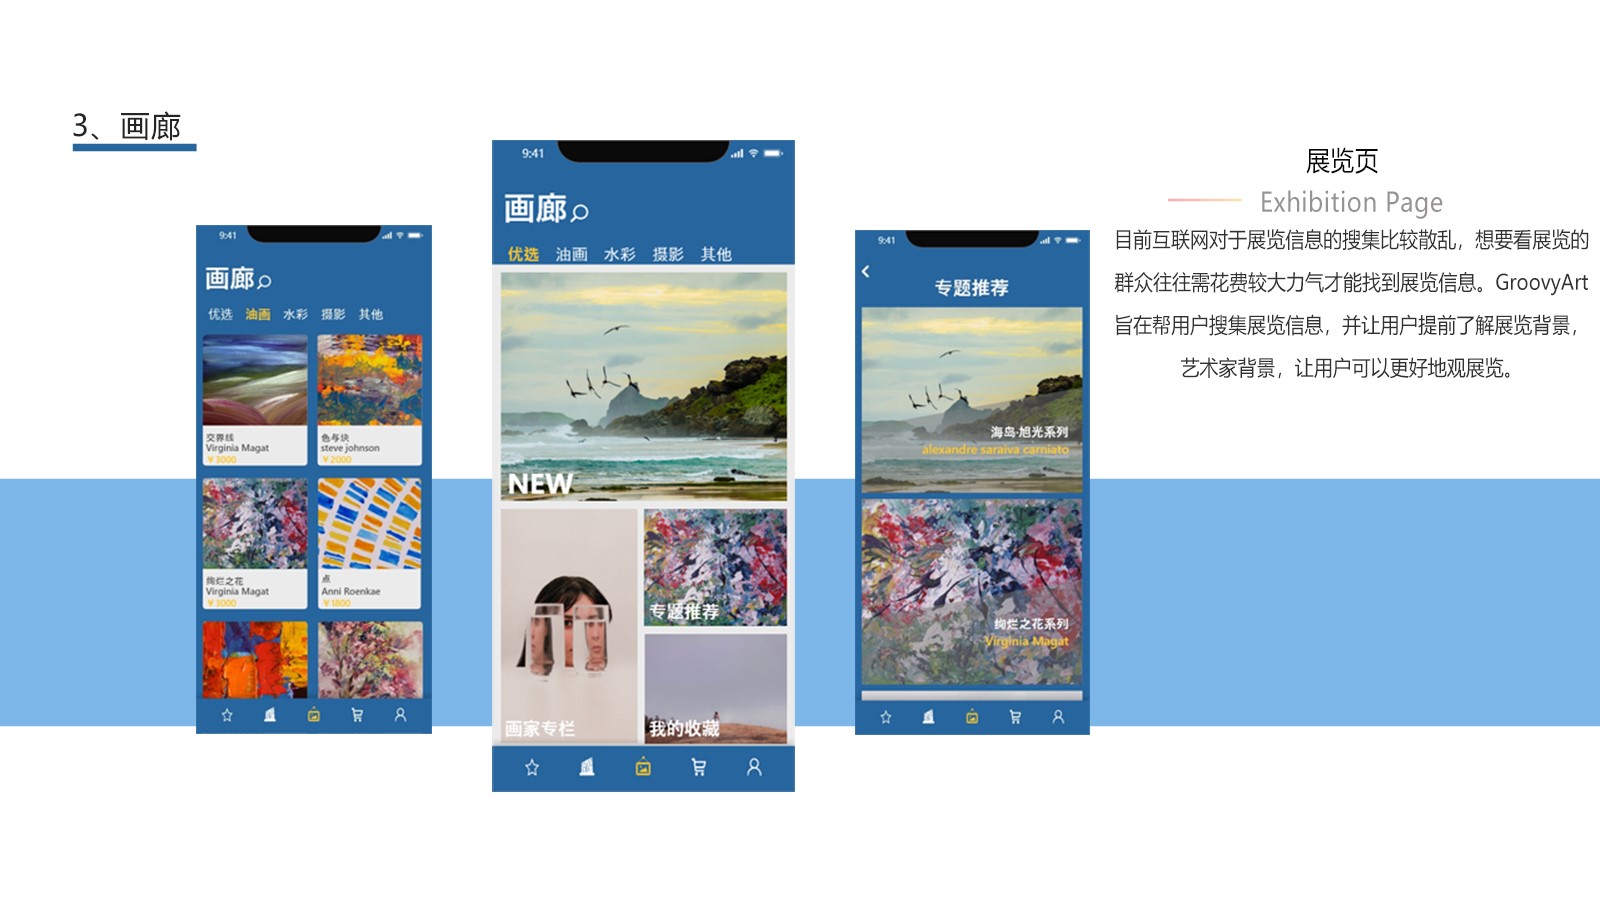 3、画廊
9:41
画廊
优选 油画 水彩 摄影 其他
交界线
Virginia Magat
￥3000
色与块
steve johnson
￥2000
绚烂之花
Virginia Magat
￥3000
点
Anni Roenkae
￥1800
9:41
画廊
优选 油画 水彩 摄影 其他
NEW
专题推荐
画家专栏
我的收藏
9:41
专题推荐
海岛·旭光系列
alexandre saraiva carniato
绚烂之花系列
Virginia Magat
展览页
Exhibition Page
目前互联网对于展览信息的搜集比较散乱，想要看展览的
群众往往需花费较大力气才能找到展览信息。GroovyArt
旨在帮用户搜集展览信息，并让用户提前了解展览背景，
艺术家背景，让用户可以更好地观展览。